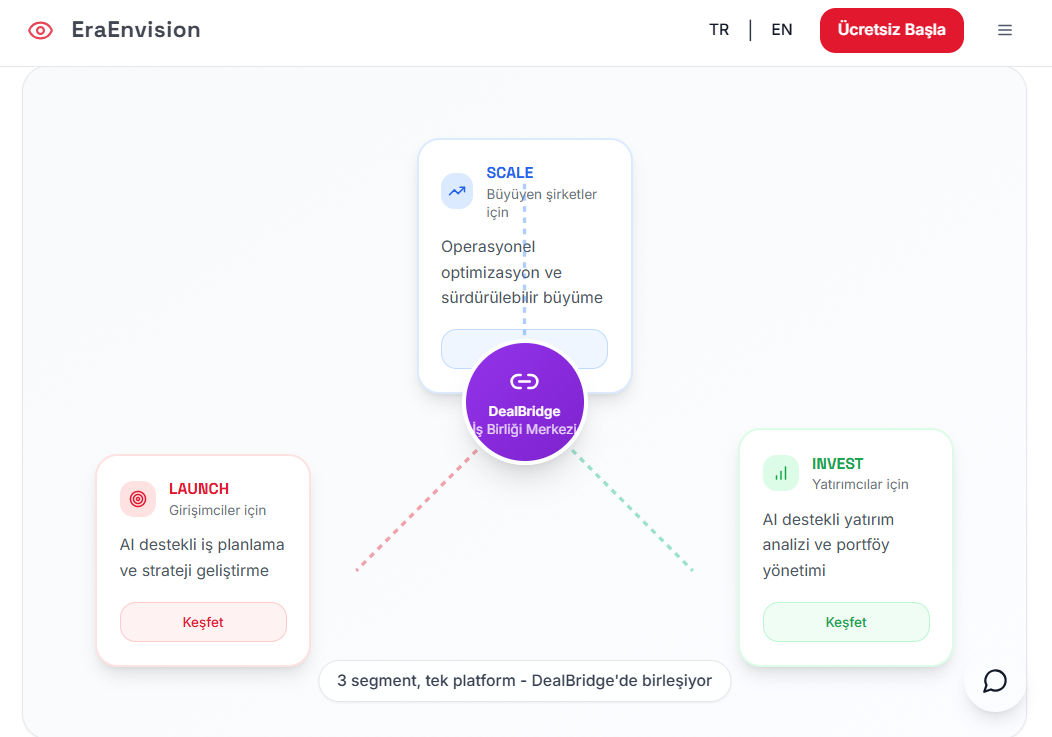 EraEnvision
TR
EN
Ücretsiz Başla
SCALE
Büyüyen şirketler
için
Operasyonel
optimizasyon ve
sürdürülebilir büyüme
DealBridge
İş Birliği Merkezi
LAUNCH
Girişimciler için
AI destekli iş planlama
ve strateji geliştirme
Keşfet
INVEST
Yatırımcılar için
AI destekli yatırım
analizi ve portföy
yönetimi
Keşfet
3 segment, tek platform - DealBridge'de birleşiyor